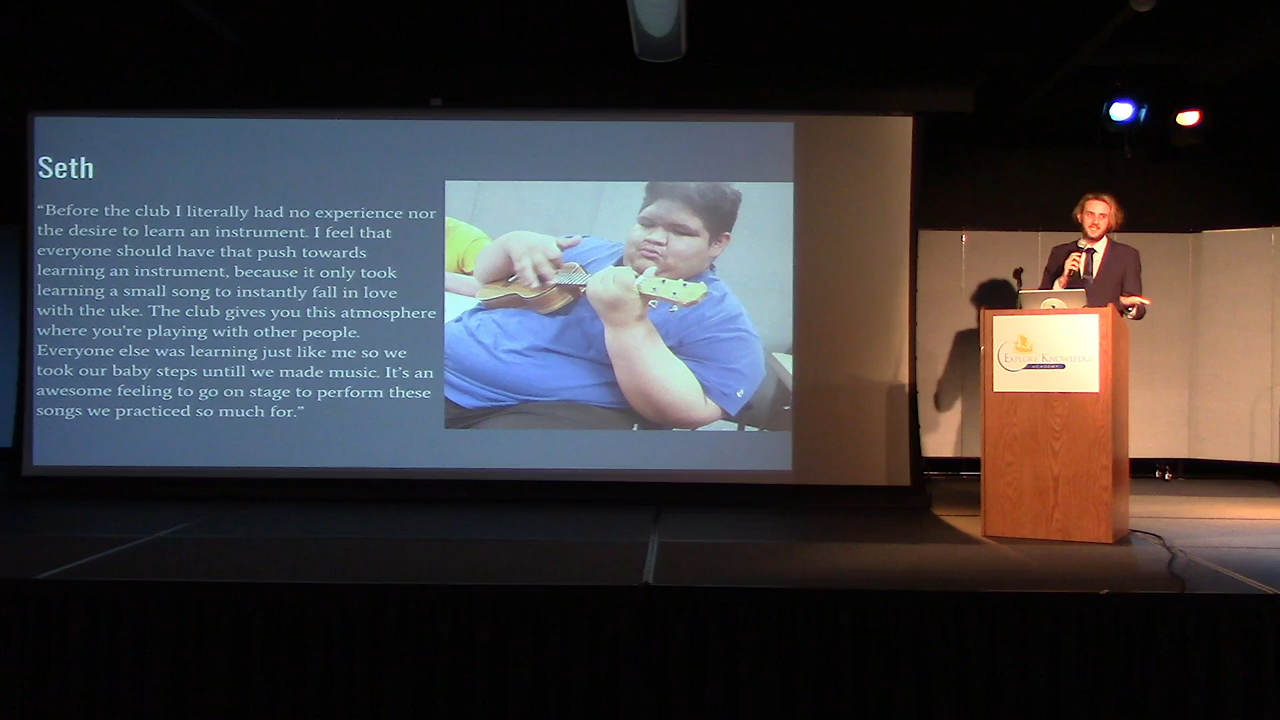 Seth
“Before the club I literally had no experience nor
the desire to learn an instrument. I feel that
everyone should have that push towards
learning an instrument, because it only took
learning a small song to instantly fall in love
with the uke. The club gives you this atmosphere
where you're playing with other people.
Everyone else was learning just like me so we
took our baby steps untill we made music. It's an
awesome feeling to go on stage to perform these
songs we practiced so much for.”
EXPLORE KNOWLEDGE
ACADEMY